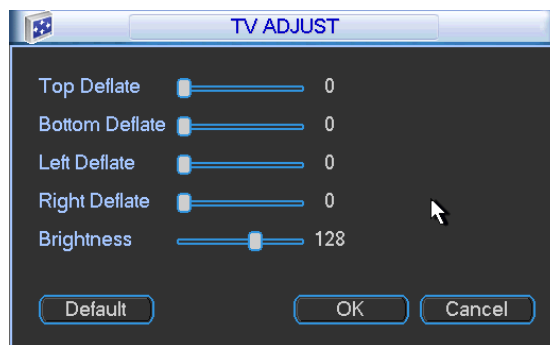 TV ADJUST
Top Deflate 0
Bottom Deflate 0
Left Deflate 0
Right Deflate 0
Brightness 128
Default OK Cancel